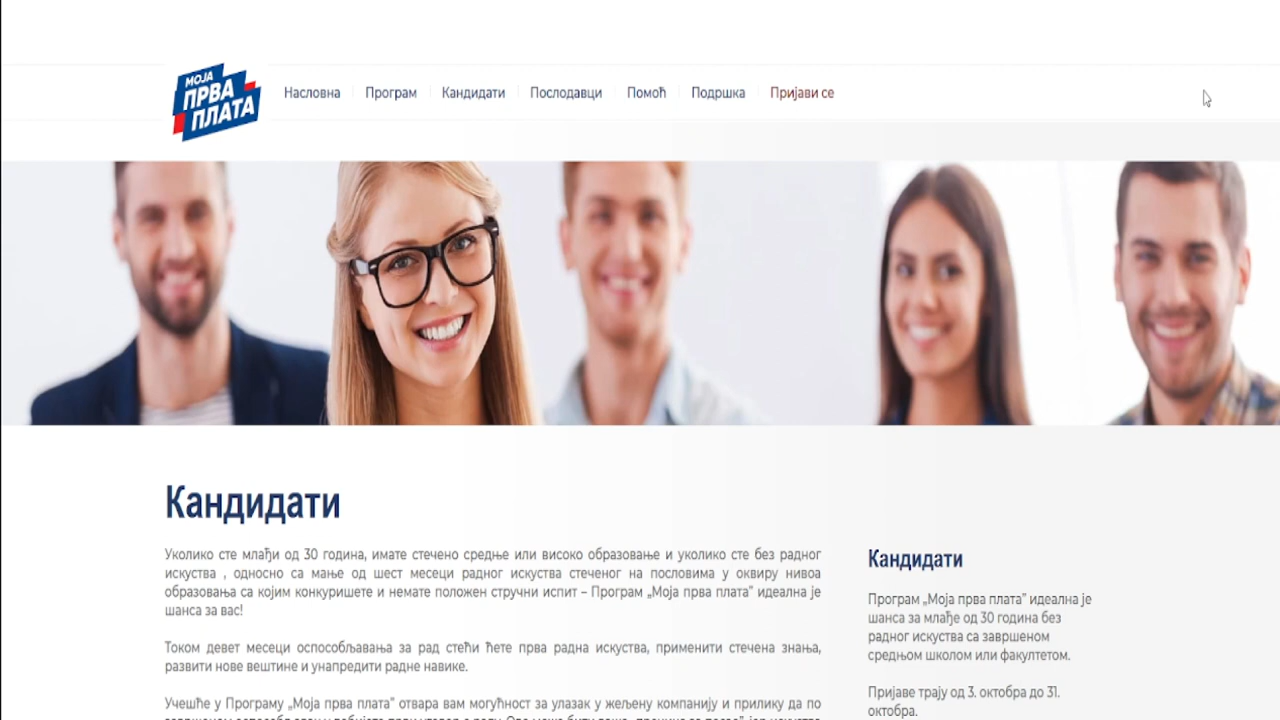 МОЈА
ПРВА
ПЛАТА
Насловна Програм Кандидати Послодавци Помоћ Подршка Пријави се
Кандидати
Уколико сте млађи од 30 година, имате стечено средње или високо образовање и уколико сте без радног
искуства , односно са мање од шест месеци радног искуства стеченог на пословима у оквиру нивоа
образовања са којим конкуришете и немате положен стручни испит – Програм „Моја прва плата” идеална је
шанса за вас!
Током девет месеци оспособљавања за рад стећи ћете прва радна искуства, применити стечена знања,
развити нове вештине и унапредити радне навике.
Учешће у Програму „Моја прва плата” отвара вам могућност за улазак у жељену компанију и прилику да по
Кандидати
Програм „Моја прва плата” идеална је
шанса за млађе од 30 година без
радног искуства са завршеном
средњом школом или факултетом.
Пријаве трају од 3. октобра до 31.
октобра.